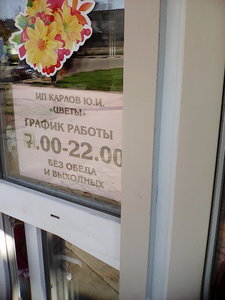 ИП КАРЛОВ Ю.И.
«ЦВЕТЫ»
ГРАФИК РАБОТЫ
7.00-22.00
БЕЗ ОБЕДА
И ВЫХОДНЫХ